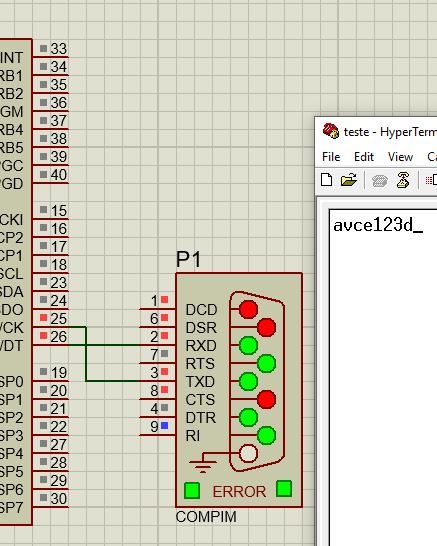 INT 33
RB1 34
RB2 35
GM 36
RB4 37
RB5 38
PGC 39
PGD 40
CKI 15
CP2 16
CP1 17
SCL 18
SDA 23
SDO 24
/CK 25
/DT 26
SP0 19
SP1 20
SP2 21
SP3 22
SP4 27
SP5 28
SP6 29
SP7 30
P1
1 DCD
6 DSR
2 RXD
7 RTS
3 TXD
8 CTS
4 DTR
9 RI
ERROR
COMPIM
teste - HyperTerm
File Edit View Ca
avce123d_